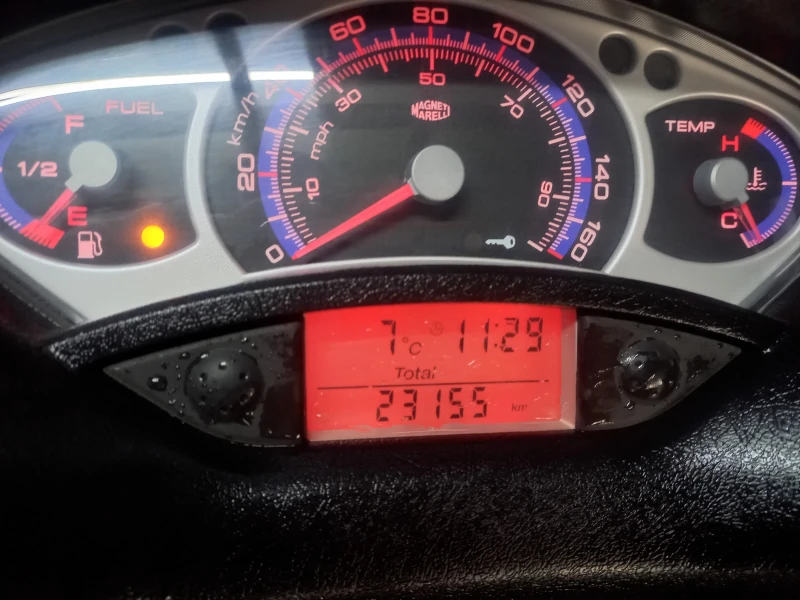 FUEL
F
1/2
E
km/h
0
20
40
60
80
100
120
140
160
mph
10
30
50
70
90
MAGNETI
MARELLI
TEMP
H
C
7°C 11:29
Total
23155 km